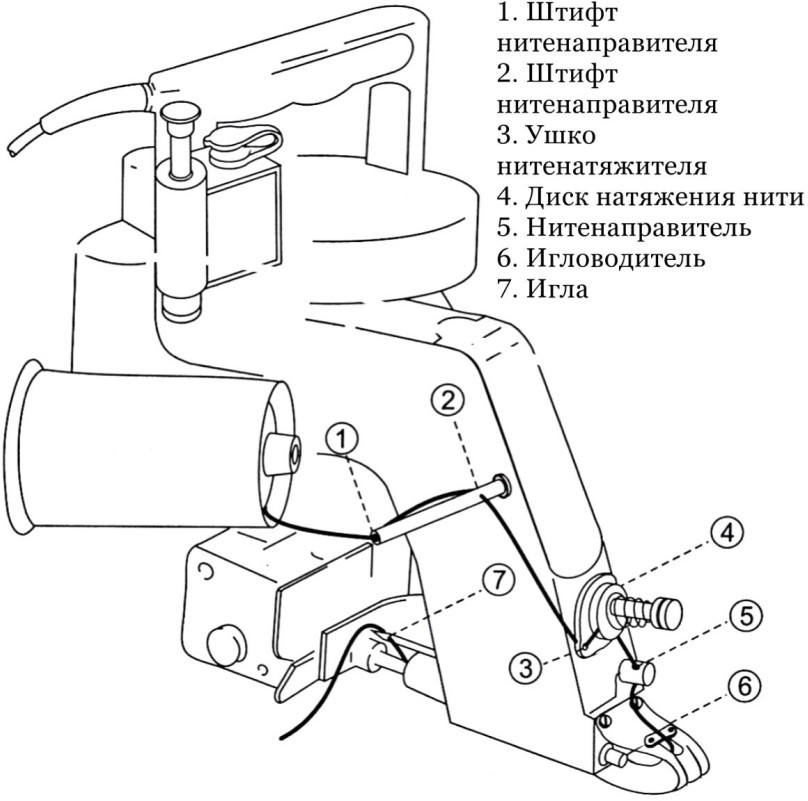 1. Штифт
нитенаправителя
2. Штифт
нитенаправителя
3. Ушко
нитенатяжителя
4. Диск натяжения нити
5. Нитенаправитель
6. Игловодитель
7. Игла
2
1
4
7
5
3
6